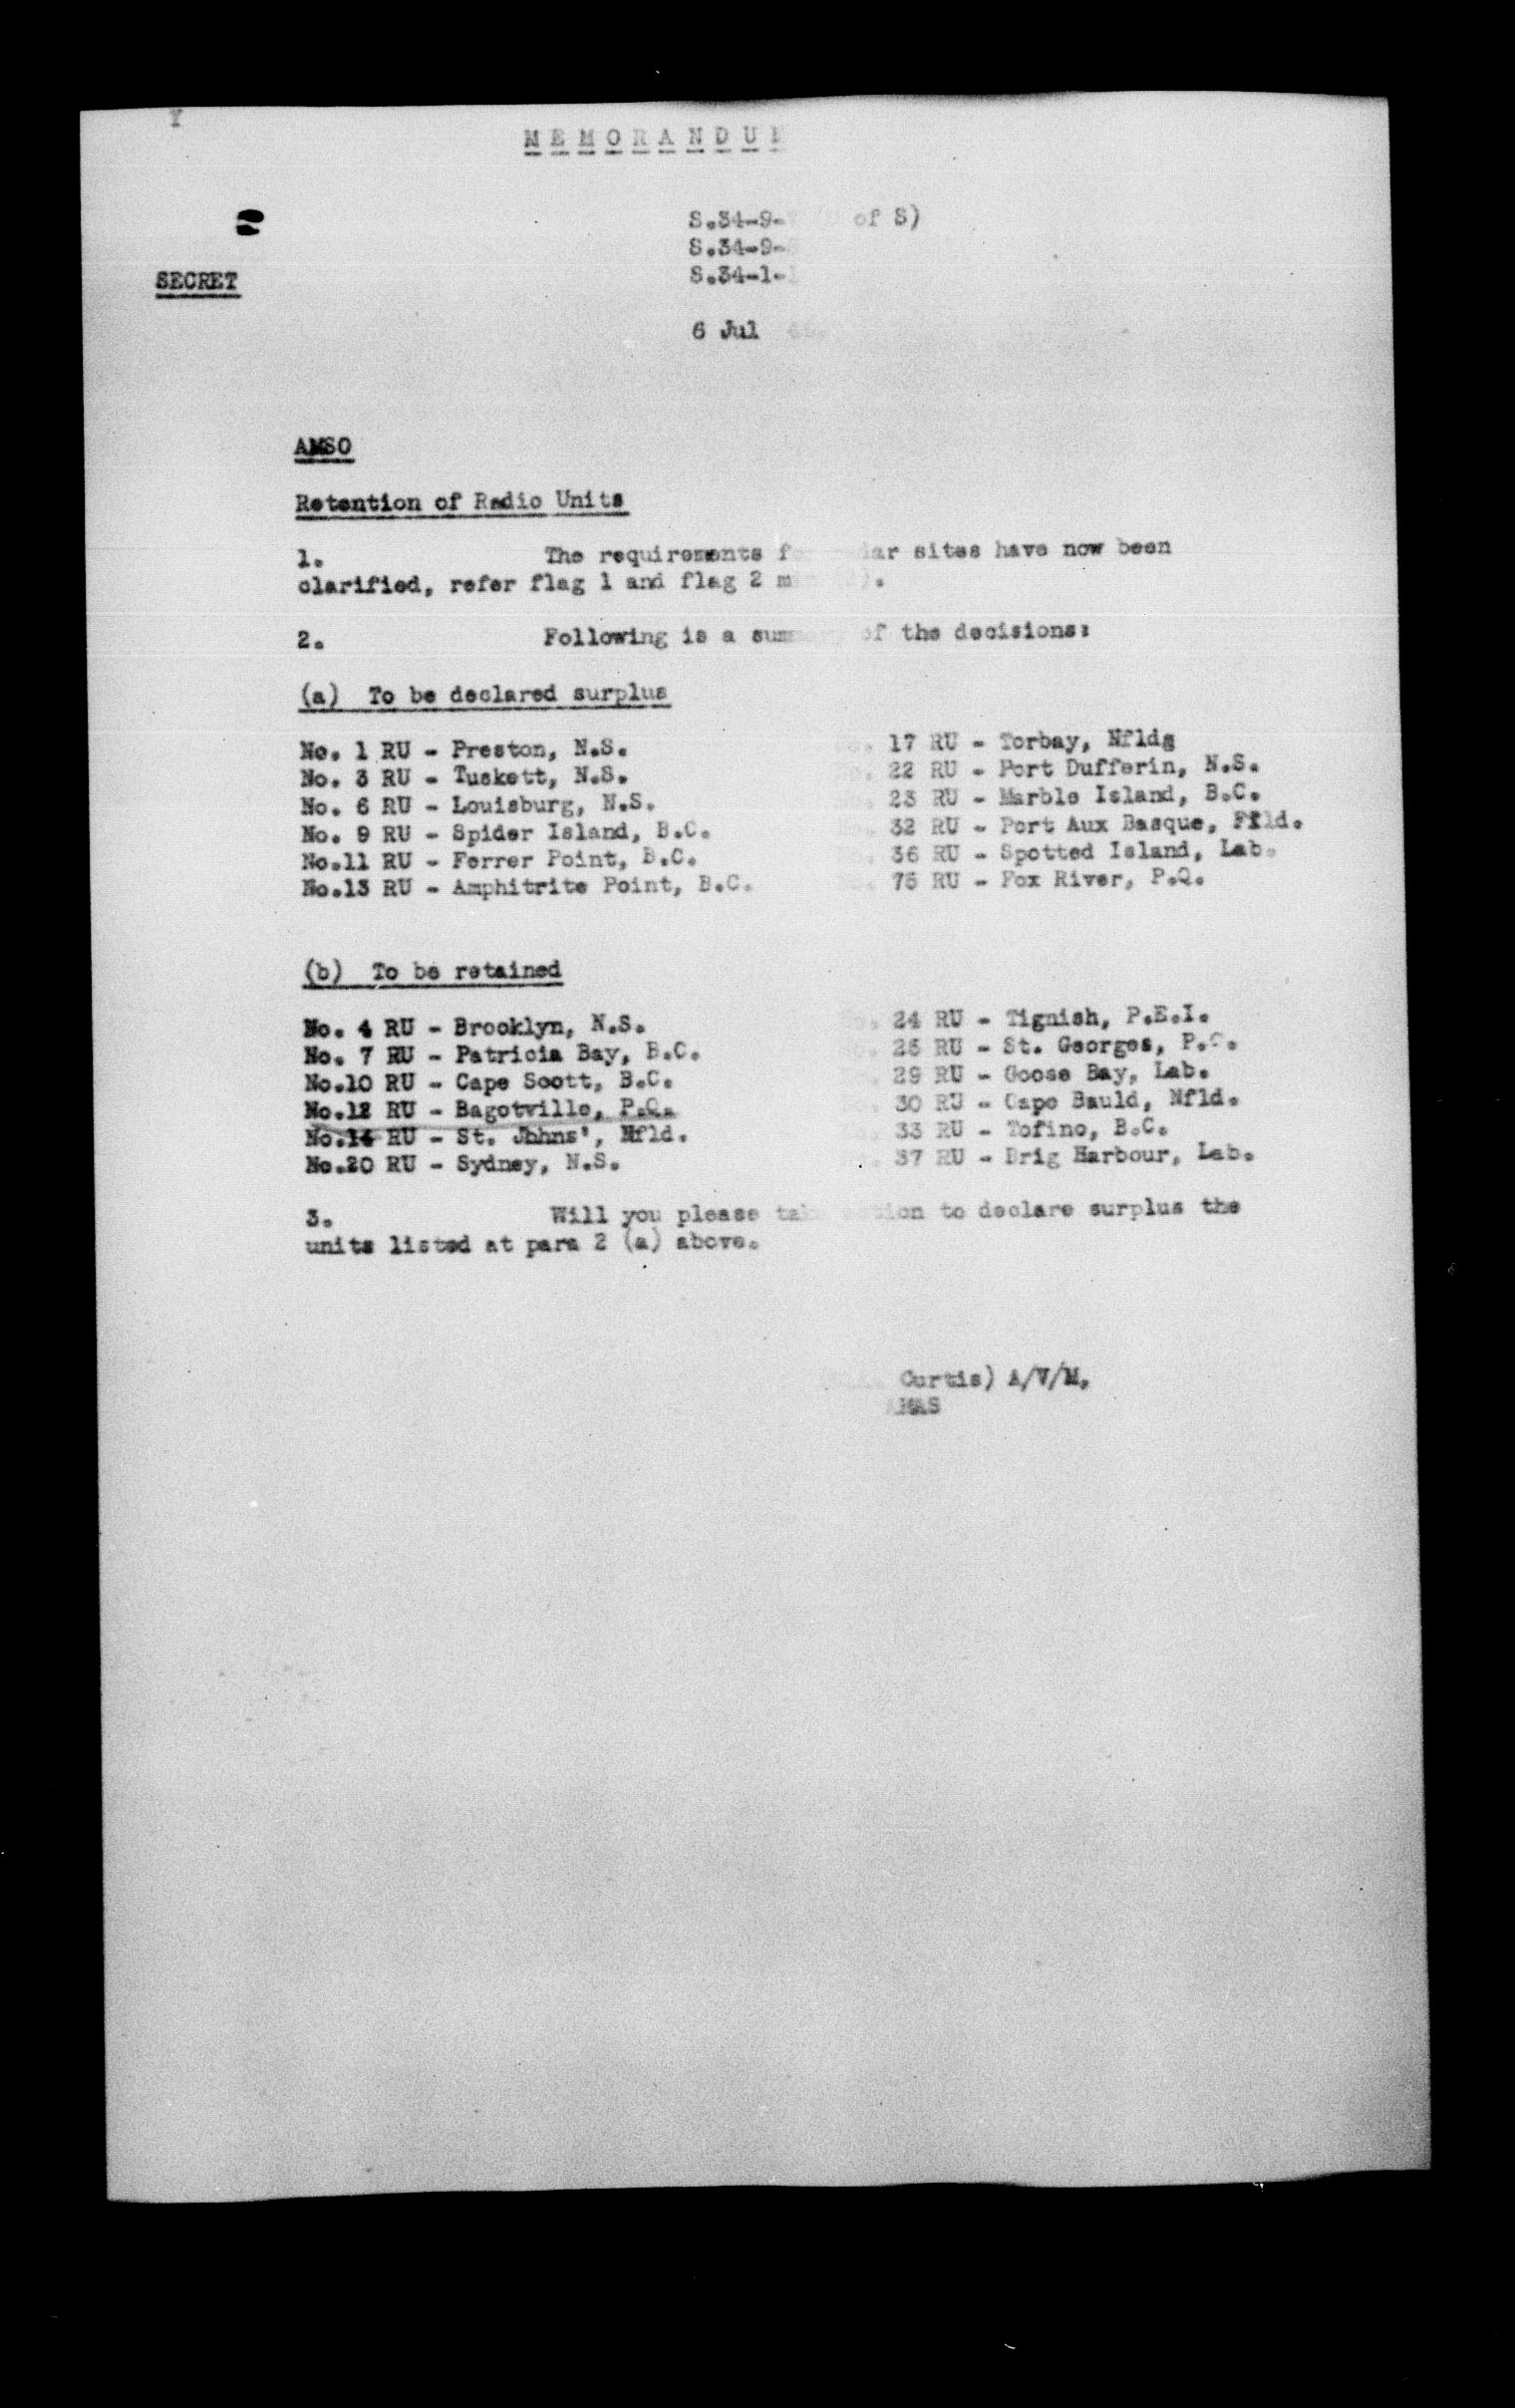 Y
M E M O R A N D U M
S.34-9- of S)
S.34-9-
SECRET
S.34-1-
6 Jul
AMSO
Retention of Radio Units
1. The requirements sites have now been
clarified, refer flag 1 and flag 2
2. Following is a of the decisions:
(a) To be declared surplus
No. 1 RU - Preston, N.S.
No. 3 RU - Tuskett, N.S.
No. 6 RU - Louisburg, N.S.
No. 9 RU - Spider Island, B.C.
No.11 RU - Ferrer Point, B.C.
No.13 RU - Amphitrite Point, B.C.
17 RU - Torbay, Nfldg
22 RU - Port Dufferin, N.S.
23 RU - Marble Island, B.C.
32 RU - Port Aux Basque, Ffld.
36 RU - Spotted Island, Lab.
75 RU - Fox River, P.Q.
(b) To be retained
No. 4 RU - Brooklyn, N.S.
No. 7 RU - Patricia Bay, B.C.
No.10 RU - Cape Scott, B.C.
No.12 RU - Bagotville, P.Q.
No.14 RU - St. Jhhns', Nfld.
No.20 RU - Sydney, N.S.
24 RU - Tignish, P.E.I.
25 RU - St. Georges, P.Q.
29 RU - Goose Bay, Lab.
30 RU - Cape Bauld, Nfld.
33 RU - Tofino, B.C.
37 RU - Brig Harbour, Lab.
3. Will you please take action to declare surplus the
units listed at para 2 (a) above.
Curtis) A/V/M.
AMAS